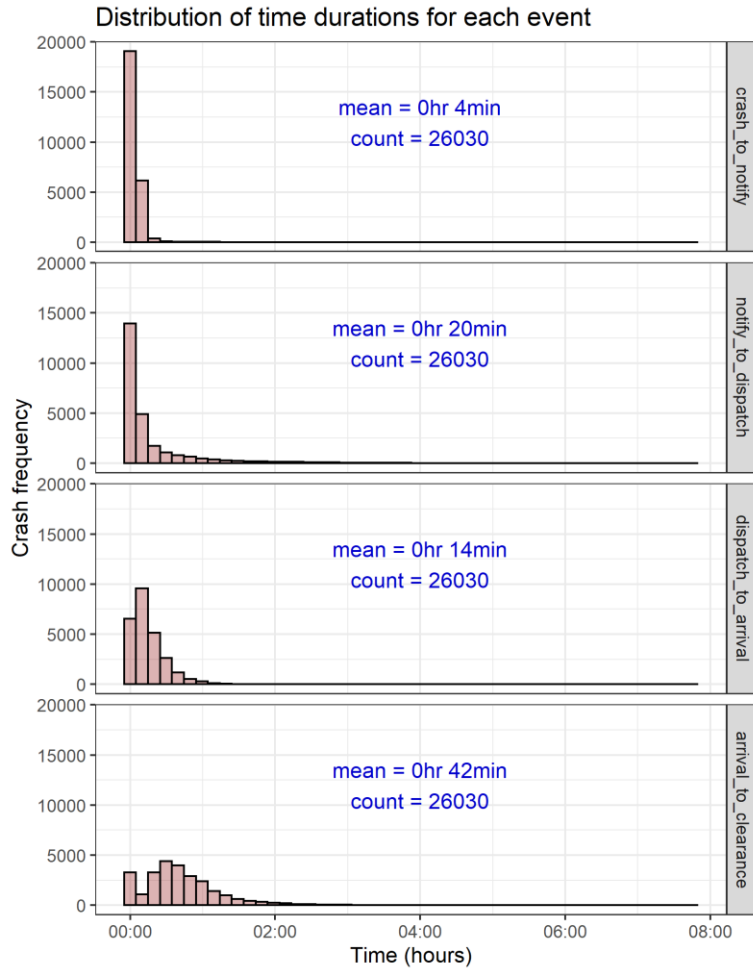 Distribution of time durations for each event
20000
15000
10000
5000
0
mean = 0hr 4min
count = 26030
crash_to_notify
20000
15000
10000
5000
0
mean = 0hr 20min
count = 26030
notify_to_dispatch
Crash frequency
20000
15000
10000
5000
0
mean = 0hr 14min
count = 26030
dispatch_to_arrival
20000
15000
10000
5000
0
mean = 0hr 42min
count = 26030
arrival_to_clearance
00:00
02:00
04:00
06:00
08:00
Time (hours)